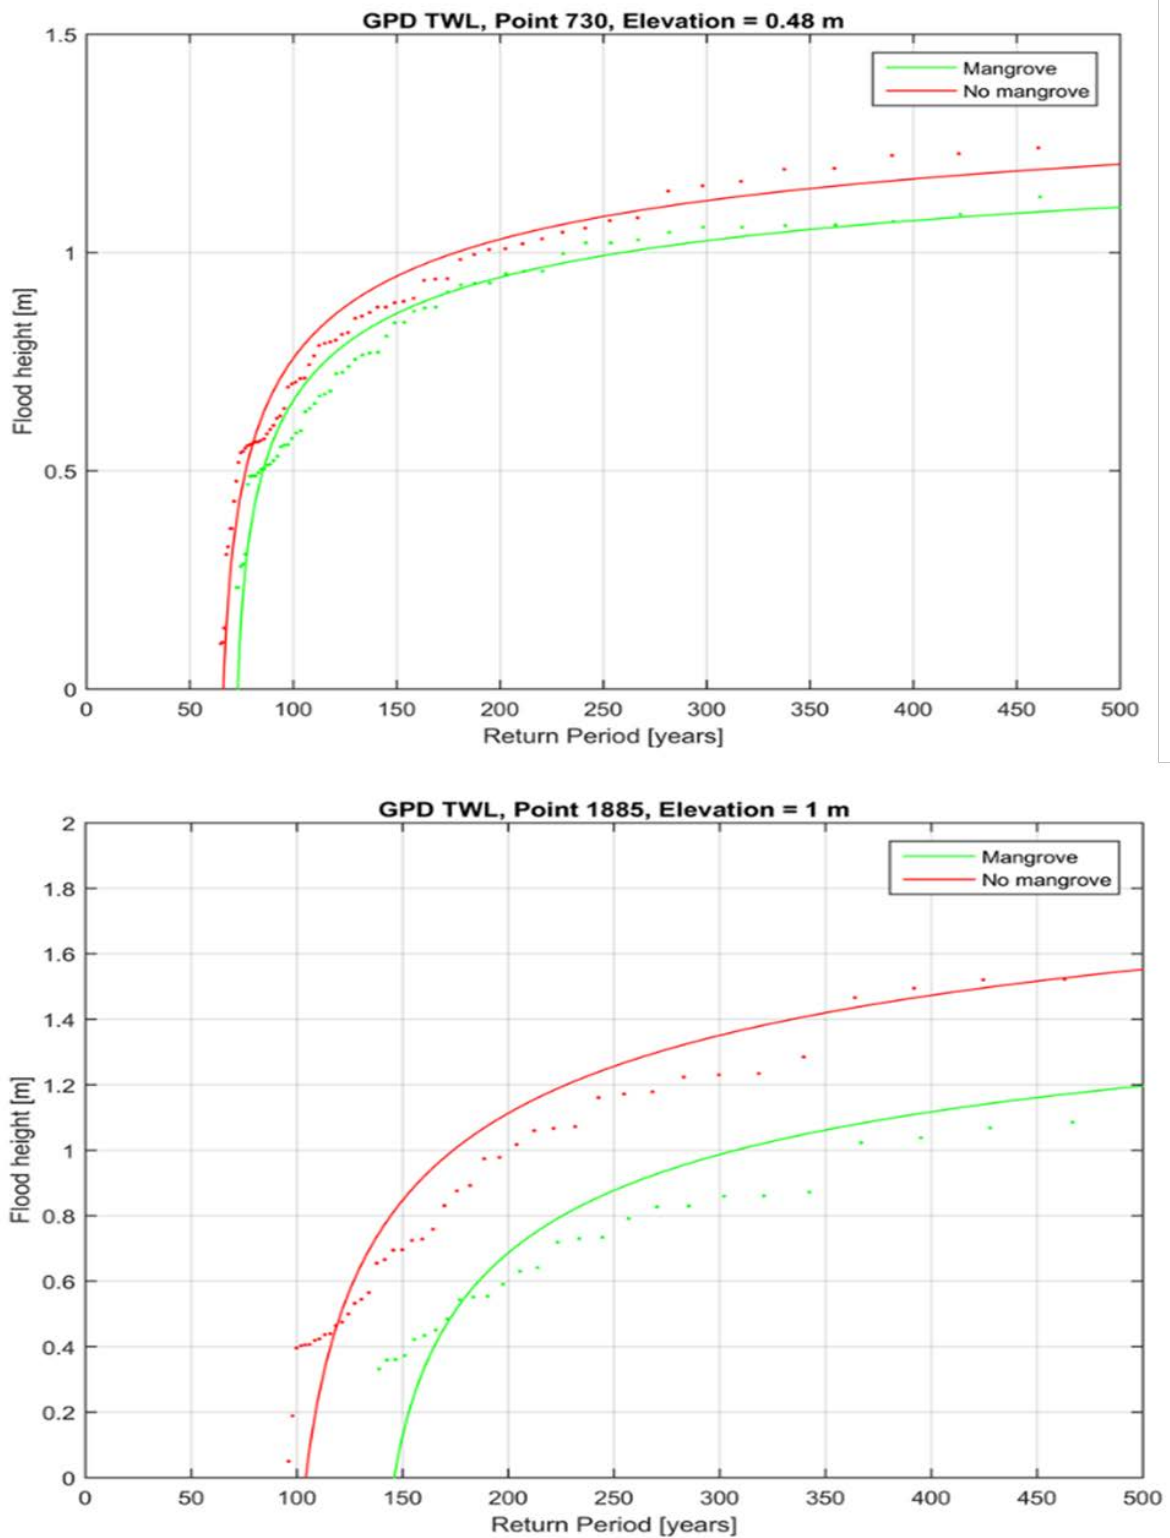 GPD TWL, Point 730, Elevation = 0.48 m
1.5
Mangrove
No mangrove
1
Flood height [m]
0.5
0
0 50 100 150 200 250 300 350 400 450 500
Return Period [years]
GPD TWL, Point 1885, Elevation = 1 m
2
Mangrove
No mangrove
1.8
1.6
1.4
1.2
Flood height [m]
1
0.8
0.6
0.4
0.2
0
0 50 100 150 200 250 300 350 400 450 500
Return Period [years]